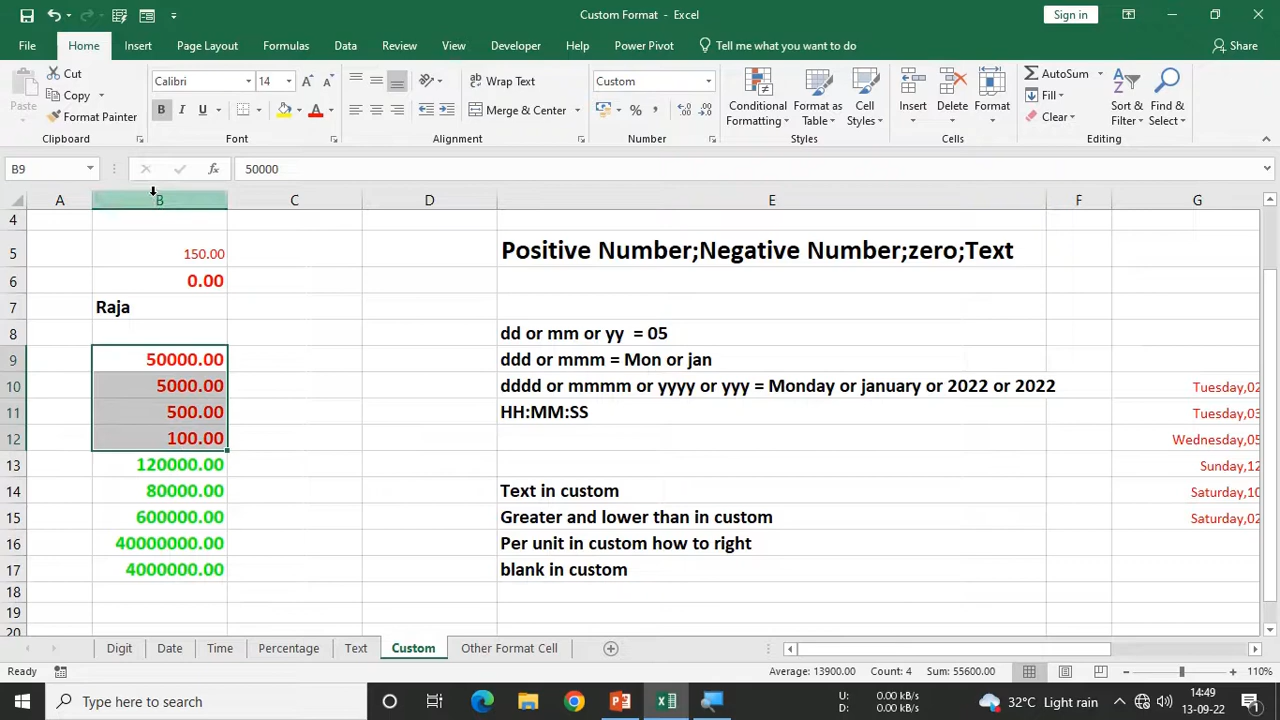 Custom Format - Excel
Sign in
File Home Insert Page Layout Formulas Data Review View Developer Help Power Pivot Tell me what you want to do Share
Paste
Cut
Copy
Format Painter
Clipboard
Calibri 14
B I U
Font
Wrap Text
Merge & Center
Alignment
Custom
%
Number
Conditional Formatting
Format as Table
Cell Styles
Styles
Insert
Delete
Format
Cells
AutoSum
Fill
Clear
Sort & Filter
Find & Select
Editing
B9 fx 50000
A B C D E F G
4
5 150.00 Positive Number;Negative Number;zero;Text
6 0.00
7 Raja
8 dd or mm or yy = 05
9 50000.00 ddd or mmm = Mon or jan
10 5000.00 dddd or mmmm or yyyy or yyy = Monday or january or 2022 or 2022 Tuesday,02
11 500.00 HH:MM:SS Tuesday,03
12 100.00 Wednesday,05
13 120000.00 Sunday,12
14 80000.00 Text in custom Saturday,10
15 600000.00 Greater and lower than in custom Saturday,02
16 40000000.00 Per unit in custom how to right
17 4000000.00 blank in custom
18
19
20
Digit Date Time Percentage Text Custom Other Format Cell
Ready Average: 13900.00 Count: 4 Sum: 55600.00 110%
Type here to search
U: 0.00 kB/s
D: 0.00 kB/s
32°C Light rain
14:49
13-09-22
1